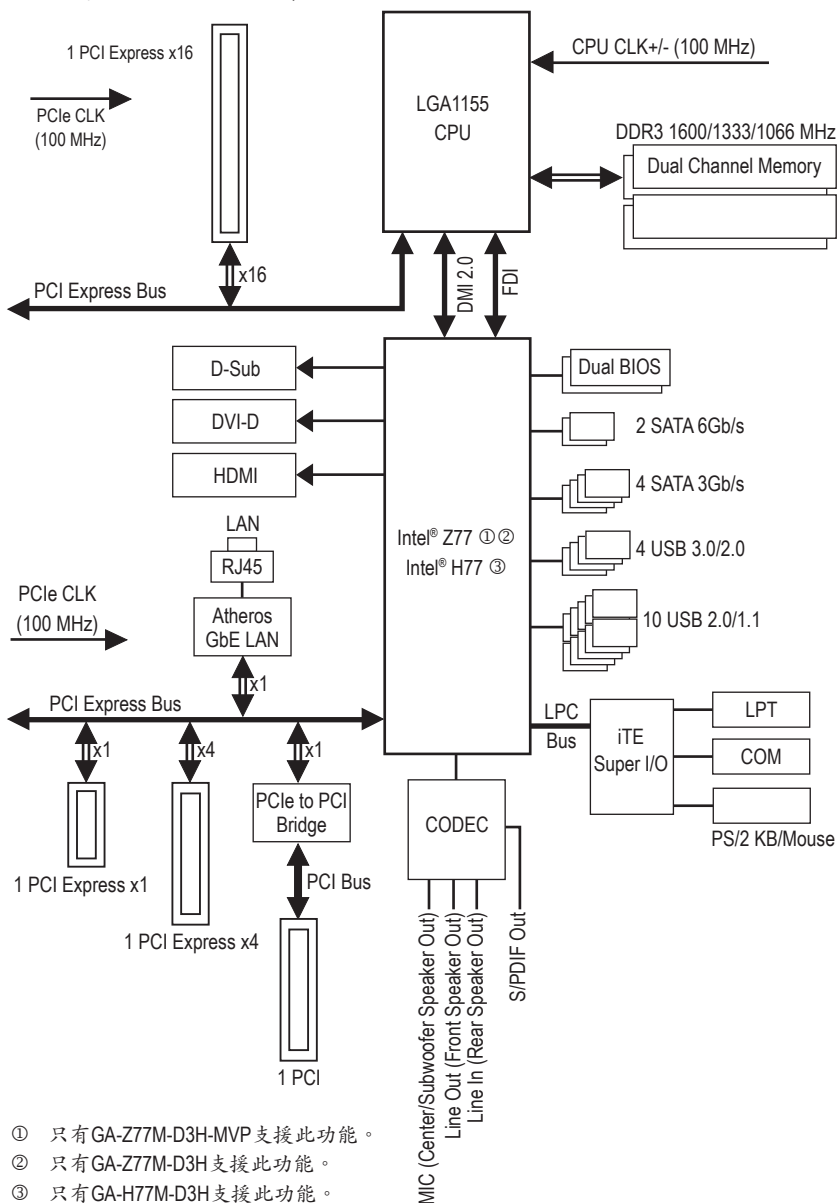 1 PCI Express x16
CPU CLK+/- (100 MHz)
PCIe CLK
(100 MHz)
LGA1155
CPU
DDR3 1600/1333/1066 MHz
Dual Channel Memory
x16
PCI Express Bus
DMI 2.0
FDI
D-Sub
DVI-D
HDMI
Dual BIOS
2 SATA 6Gb/s
4 SATA 3Gb/s
4 USB 3.0/2.0
10 USB 2.0/1.1
Intel® Z77 ①②
Intel® H77 ③
LAN
RJ45
Atheros
GbE LAN
PCIe CLK
(100 MHz)
x1
PCI Express Bus
x1
x4
x1
PCIe to PCI
Bridge
PCI Bus
1 PCI Express x1
1 PCI Express x4
1 PCI
LPC
Bus
iTE
Super I/O
LPT
COM
PS/2 KB/Mouse
CODEC
MIC (Center/Subwoofer Speaker Out)
Line Out (Front Speaker Out)
Line In (Rear Speaker Out)
S/PDIF Out
① 只有GA-Z77M-D3H-MVP支援此功能。
② 只有GA-Z77M-D3H支援此功能。
③ 只有GA-H77M-D3H支援此功能。